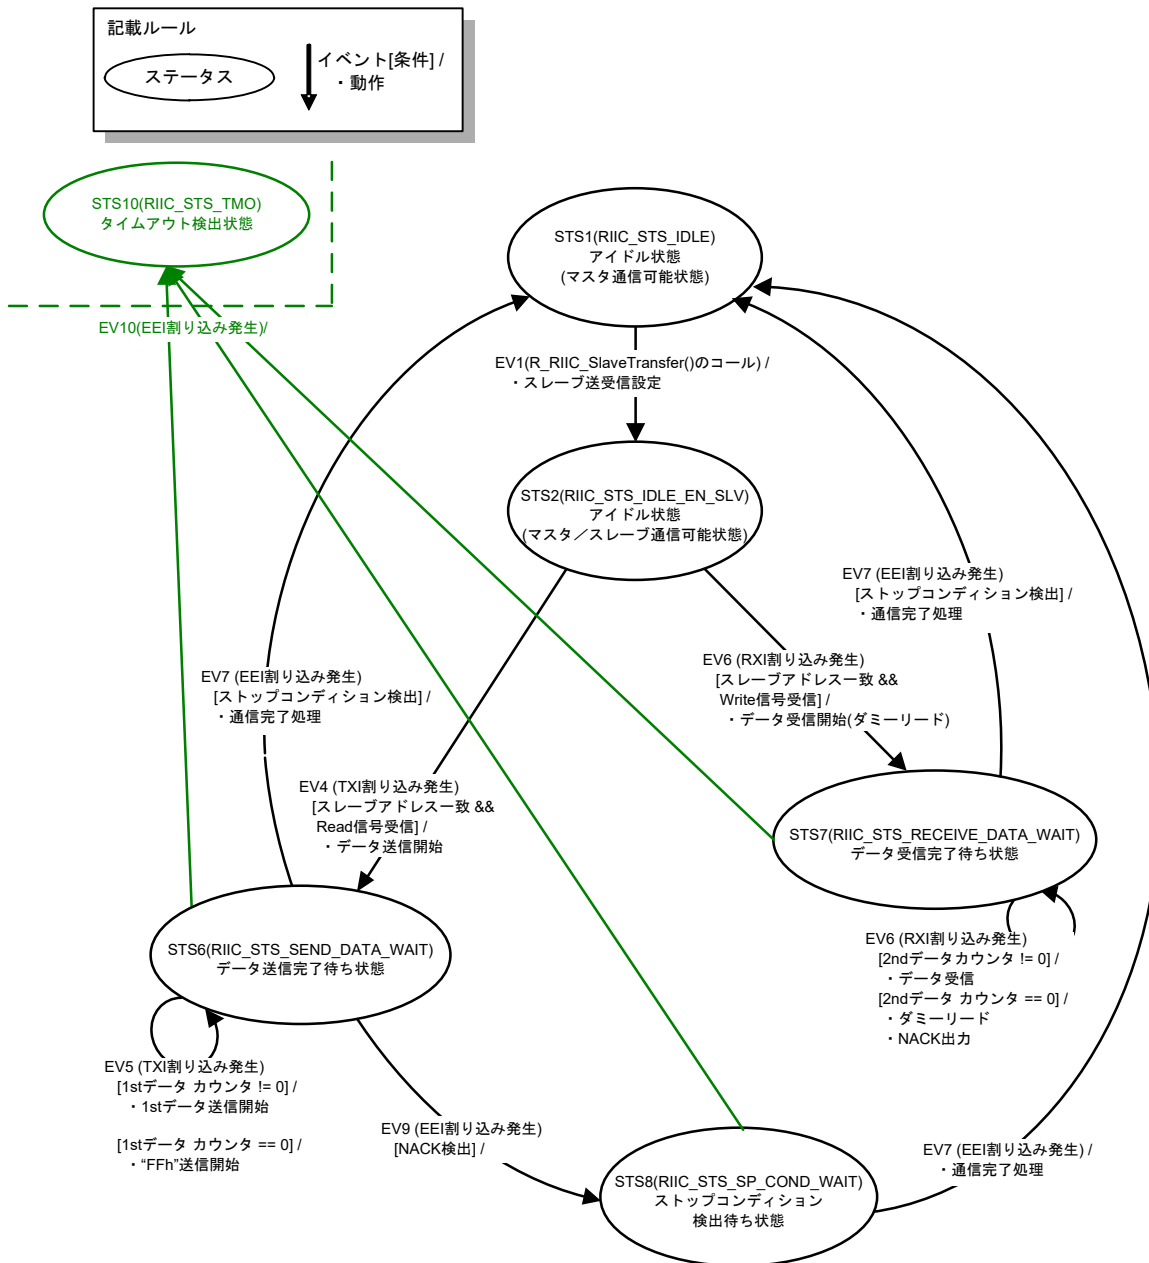 記載ルール
ステータス
イベント[条件] /
・動作
STS10(RIIC_STS_TMO)
タイムアウト検出状態
EV10(EEI割り込み発生)/
STS1(RIIC_STS_IDLE)
アイドル状態
(マスタ通信可能状態)
EV1(R_RIIC_SlaveTransfer()のコール) /
・スレーブ送受信設定
STS2(RIIC_STS_IDLE_EN_SLV)
アイドル状態
(マスタ／スレーブ通信可能状態)
EV7 (EEI割り込み発生)
[ストップコンディション検出] /
・通信完了処理
EV6 (RXI割り込み発生)
[スレーブアドレス一致 &&
Write信号受信] /
・データ受信開始(ダミーリード)
EV7 (EEI割り込み発生)
[ストップコンディション検出] /
・通信完了処理
EV4 (TXI割り込み発生)
[スレーブアドレス一致 &&
Read信号受信] /
・データ送信開始
STS7(RIIC_STS_RECEIVE_DATA_WAIT)
データ受信完了待ち状態
STS6(RIIC_STS_SEND_DATA_WAIT)
データ送信完了待ち状態
EV6 (RXI割り込み発生)
[2ndデータカウンタ != 0] /
・データ受信
[2ndデータ カウンタ == 0] /
・ダミーリード
・NACK出力
EV5 (TXI割り込み発生)
[1stデータ カウンタ != 0] /
・1stデータ送信開始
[1stデータ カウンタ == 0] /
・“FFh”送信開始
EV9 (EEI割り込み発生)
[NACK検出] /
EV7 (EEI割り込み発生) /
・通信完了処理
STS8(RIIC_STS_SP_COND_WAIT)
ストップコンディション
検出待ち状態